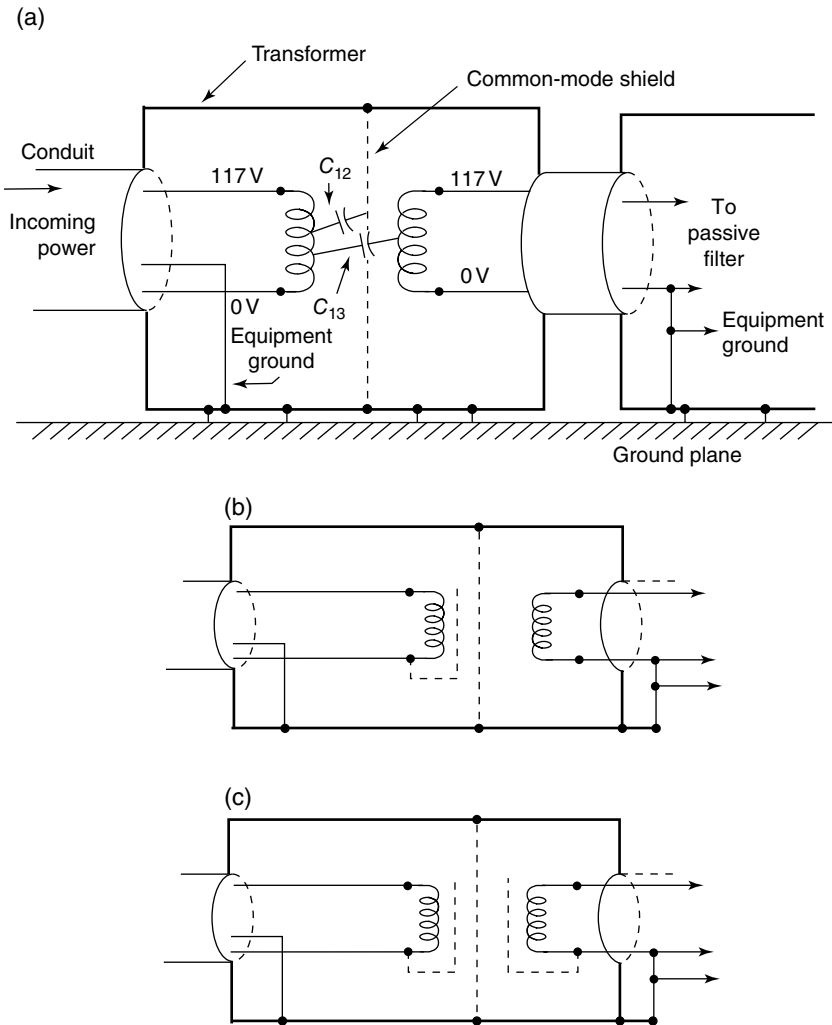 (a)
Transformer
Common-mode shield
Conduit
117 V
C12
117 V
Incoming
power
To
passive
filter
0 V
C13
0 V
Equipment
ground
Equipment
ground
Ground plane
(b)
(c)